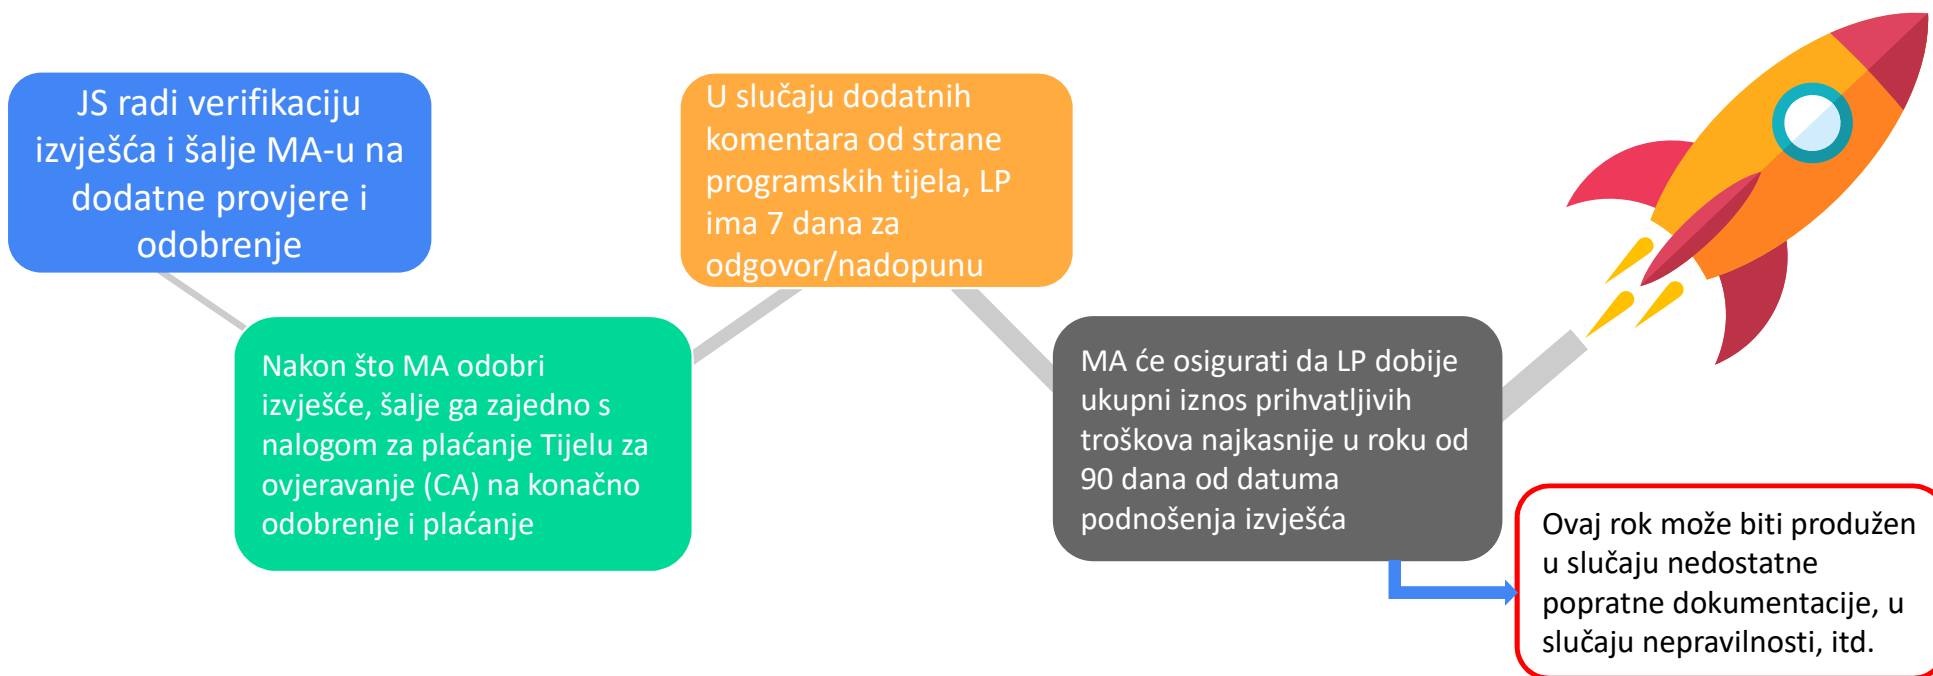 JS radi verifikaciju
izvješća i šalje MA-u na
dodatne provjere i
odobrenje
Nakon što MA odobri
izvješće, šalje ga zajedno s
nalogom za plaćanje Tijelu za
ovjeravanje (CA) na konačno
odobrenje i plaćanje
U slučaju dodatnih
komentara od strane
programskih tijela, LP
ima 7 dana za
odgovor/nadopunu
MA će osigurati da LP dobije
ukupni iznos prihvatljivih
troškova najkasnije u roku od
90 dana od datuma
podnošenja izvješća
Ovaj rok može biti produžen
u slučaju nedostatne
popratne dokumentacije, u
slučaju nepravilnosti, itd.